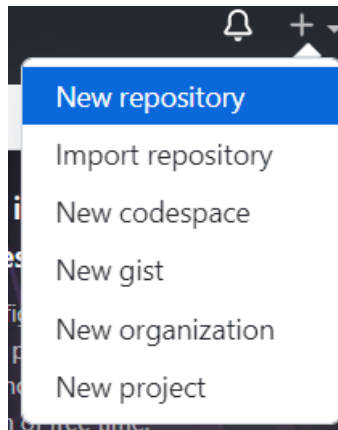 New repository
Import repository
New codespace
New gist
New organization
New project